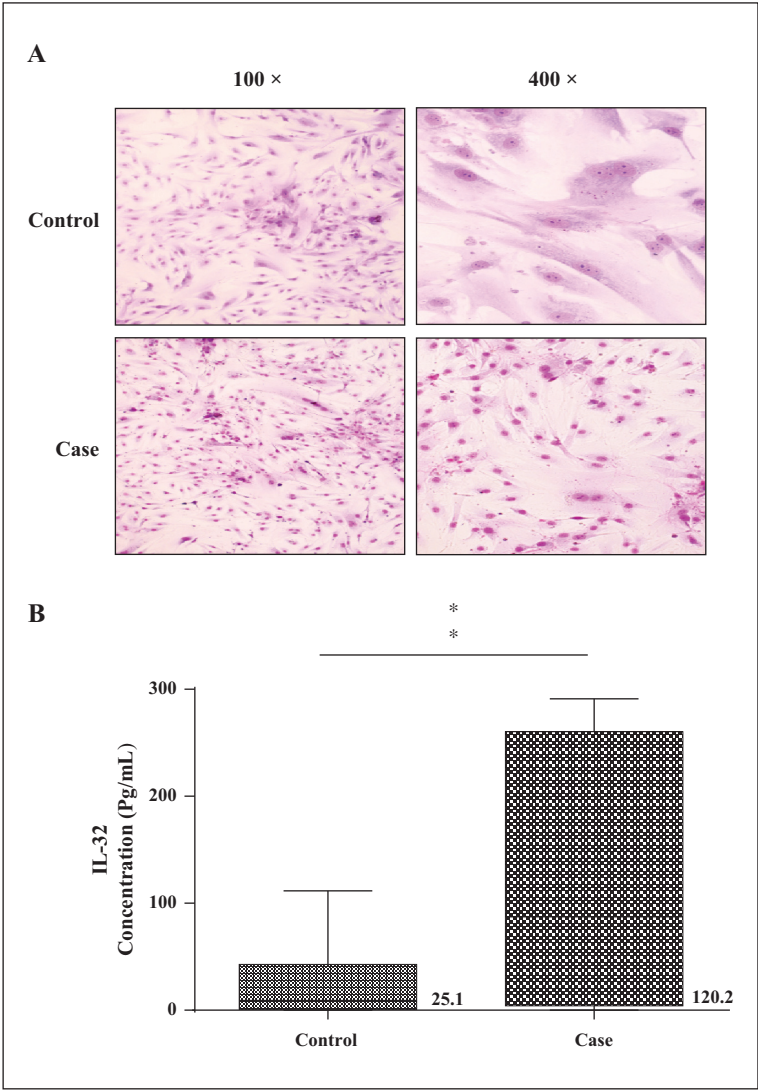 A
100 × 400 ×
Control
Case
B
*
*
300
200
100
0
IL-32
Concentration (Pg/mL)
25.1
120.2
Control Case